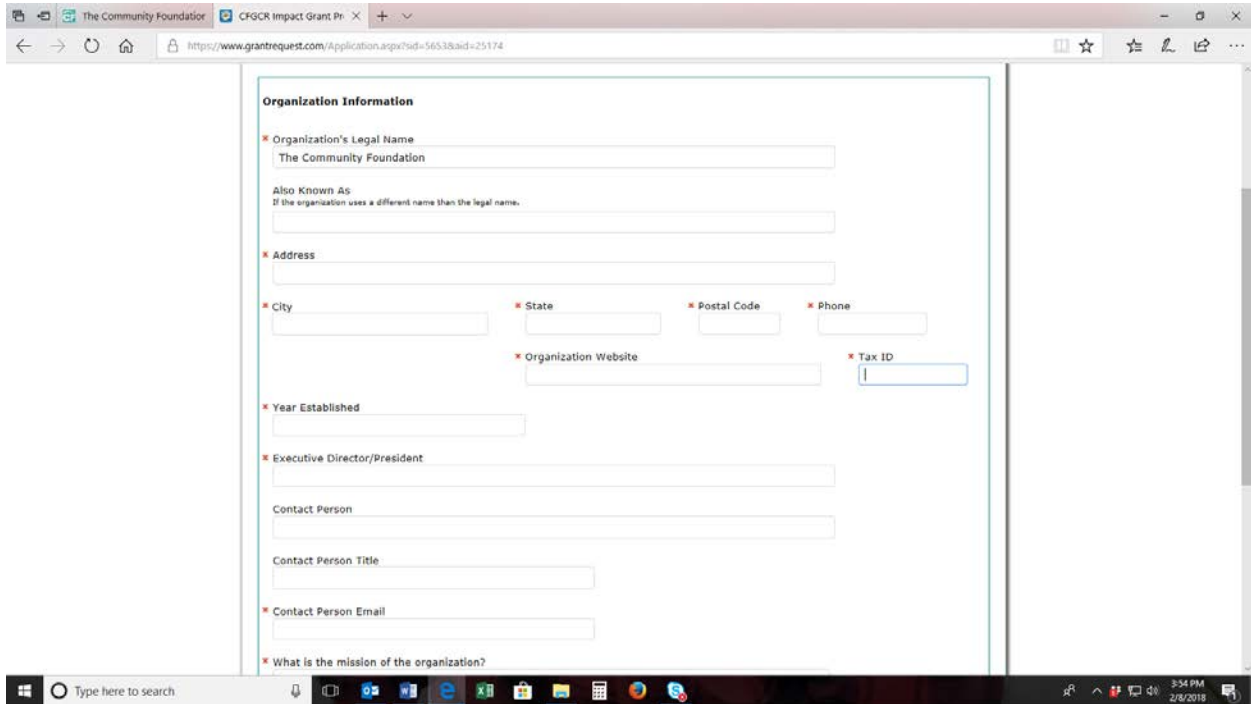 The Community Foundation
CFGCR Impact Grant Pr
https://www.grantrequest.com/Application.aspx?sid=5653&aid=25174
Organization Information
* Organization's Legal Name
The Community Foundation
Also Known As
If the organization uses a different name than the legal name.
* Address
* City * State * Postal Code * Phone
* Organization Website * Tax ID
* Year Established
* Executive Director/President
Contact Person
Contact Person Title
* Contact Person Email
* What is the mission of the organization?
Type here to search
3:54 PM
2/8/2018